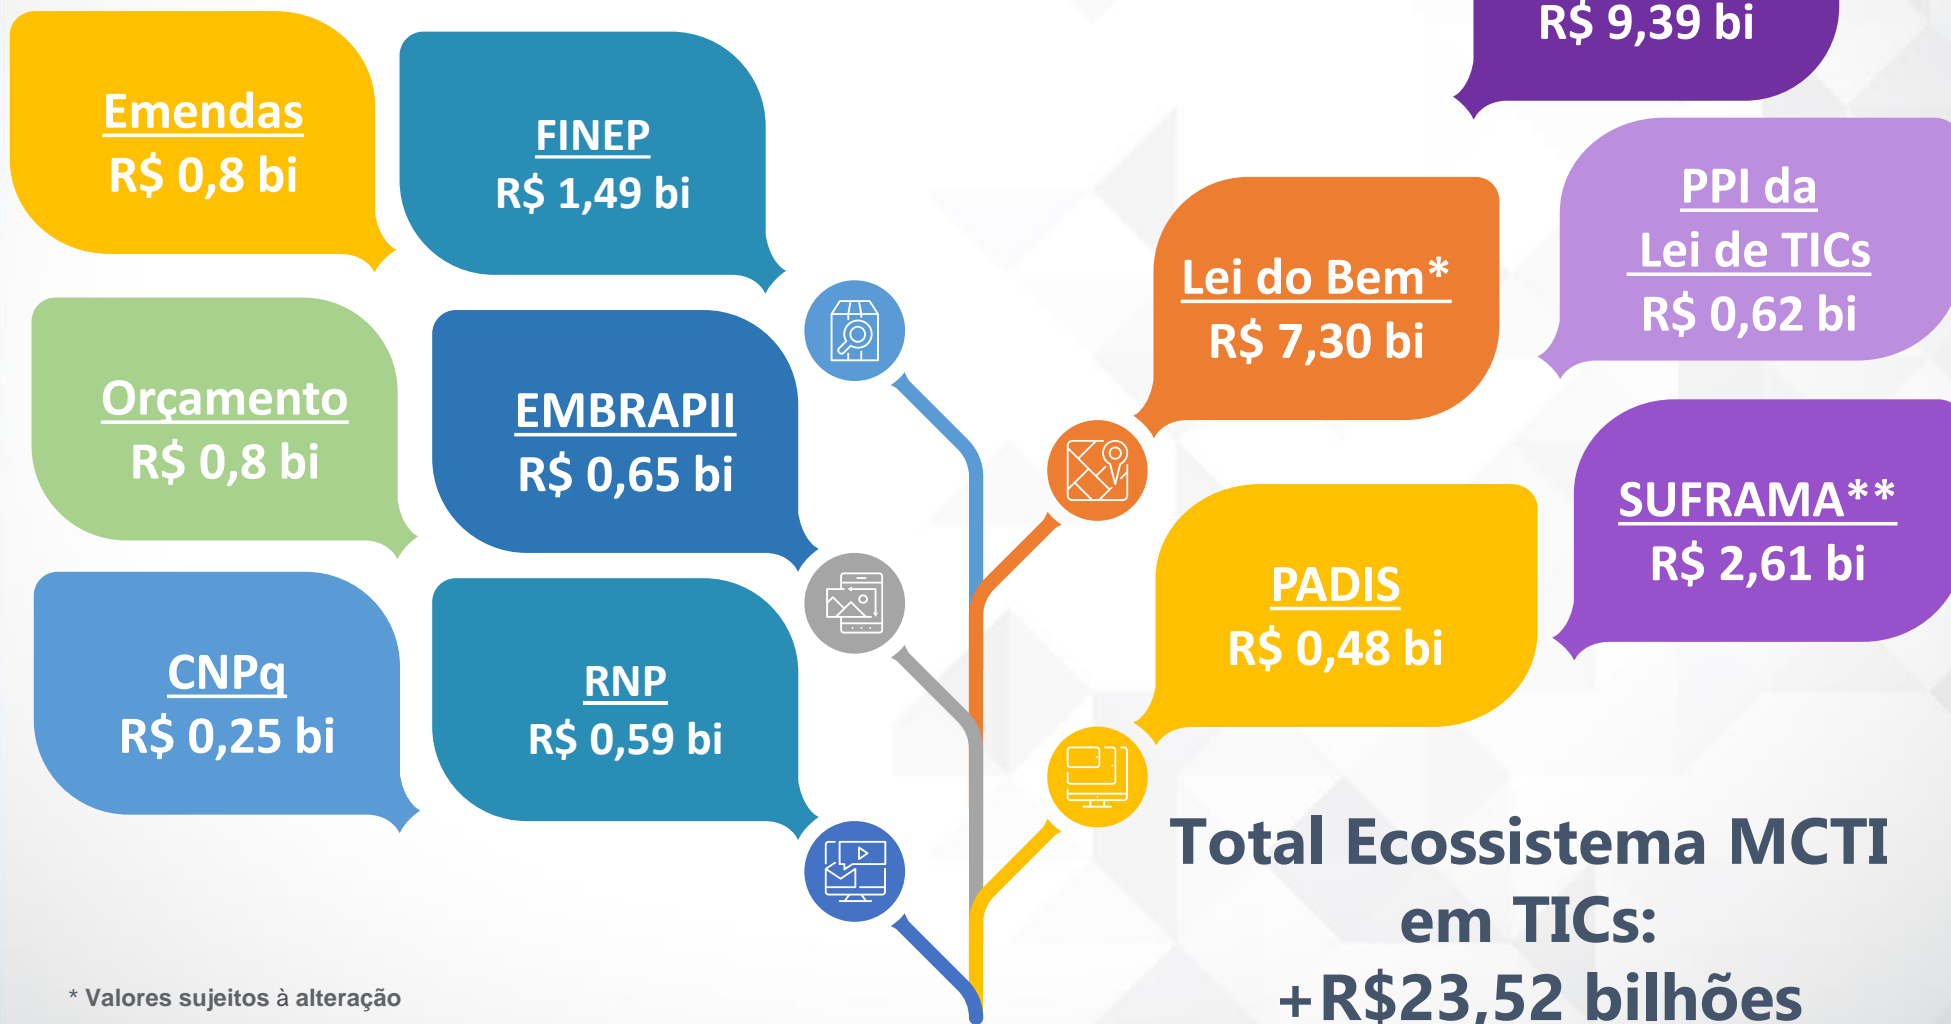 R$ 9,39 bi
Emendas
R$ 0,8 bi
FINEP
R$ 1,49 bi
PPI da
Lei de TICs
R$ 0,62 bi
Lei do Bem*
R$ 7,30 bi
Orçamento
R$ 0,8 bi
EMBRAPII
R$ 0,65 bi
SUFRAMA**
R$ 2,61 bi
PADIS
R$ 0,48 bi
CNPq
R$ 0,25 bi
RNP
R$ 0,59 bi
Total Ecossistema MCTI
em TICs:
+R$23,52 bilhões
* Valores sujeitos à alteração